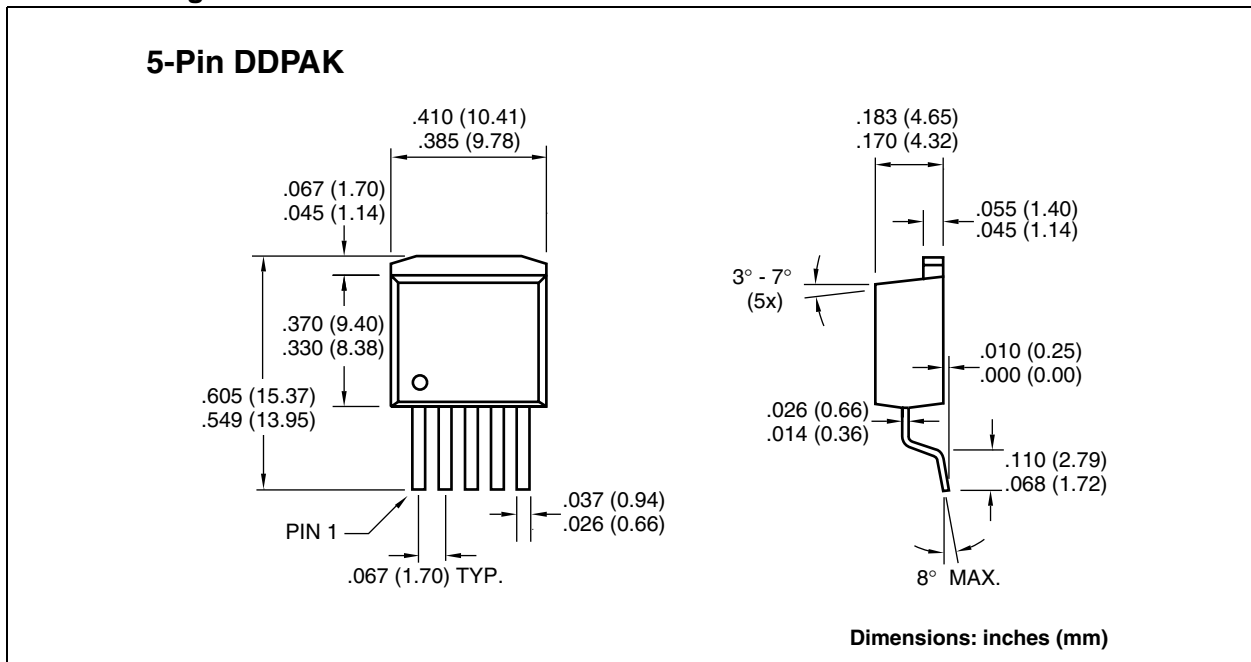 5-Pin DDPAK
.410 (10.41)
.385 (9.78)
.067 (1.70)
.045 (1.14)
.370 (9.40)
.330 (8.38)
.605 (15.37)
.549 (13.95)
PIN 1
.037 (0.94)
.026 (0.66)
.067 (1.70) TYP.
.183 (4.65)
.170 (4.32)
.055 (1.40)
.045 (1.14)
3° - 7°
(5x)
.010 (0.25)
.000 (0.00)
.026 (0.66)
.014 (0.36)
.110 (2.79)
.068 (1.72)
8° MAX.
Dimensions: inches (mm)